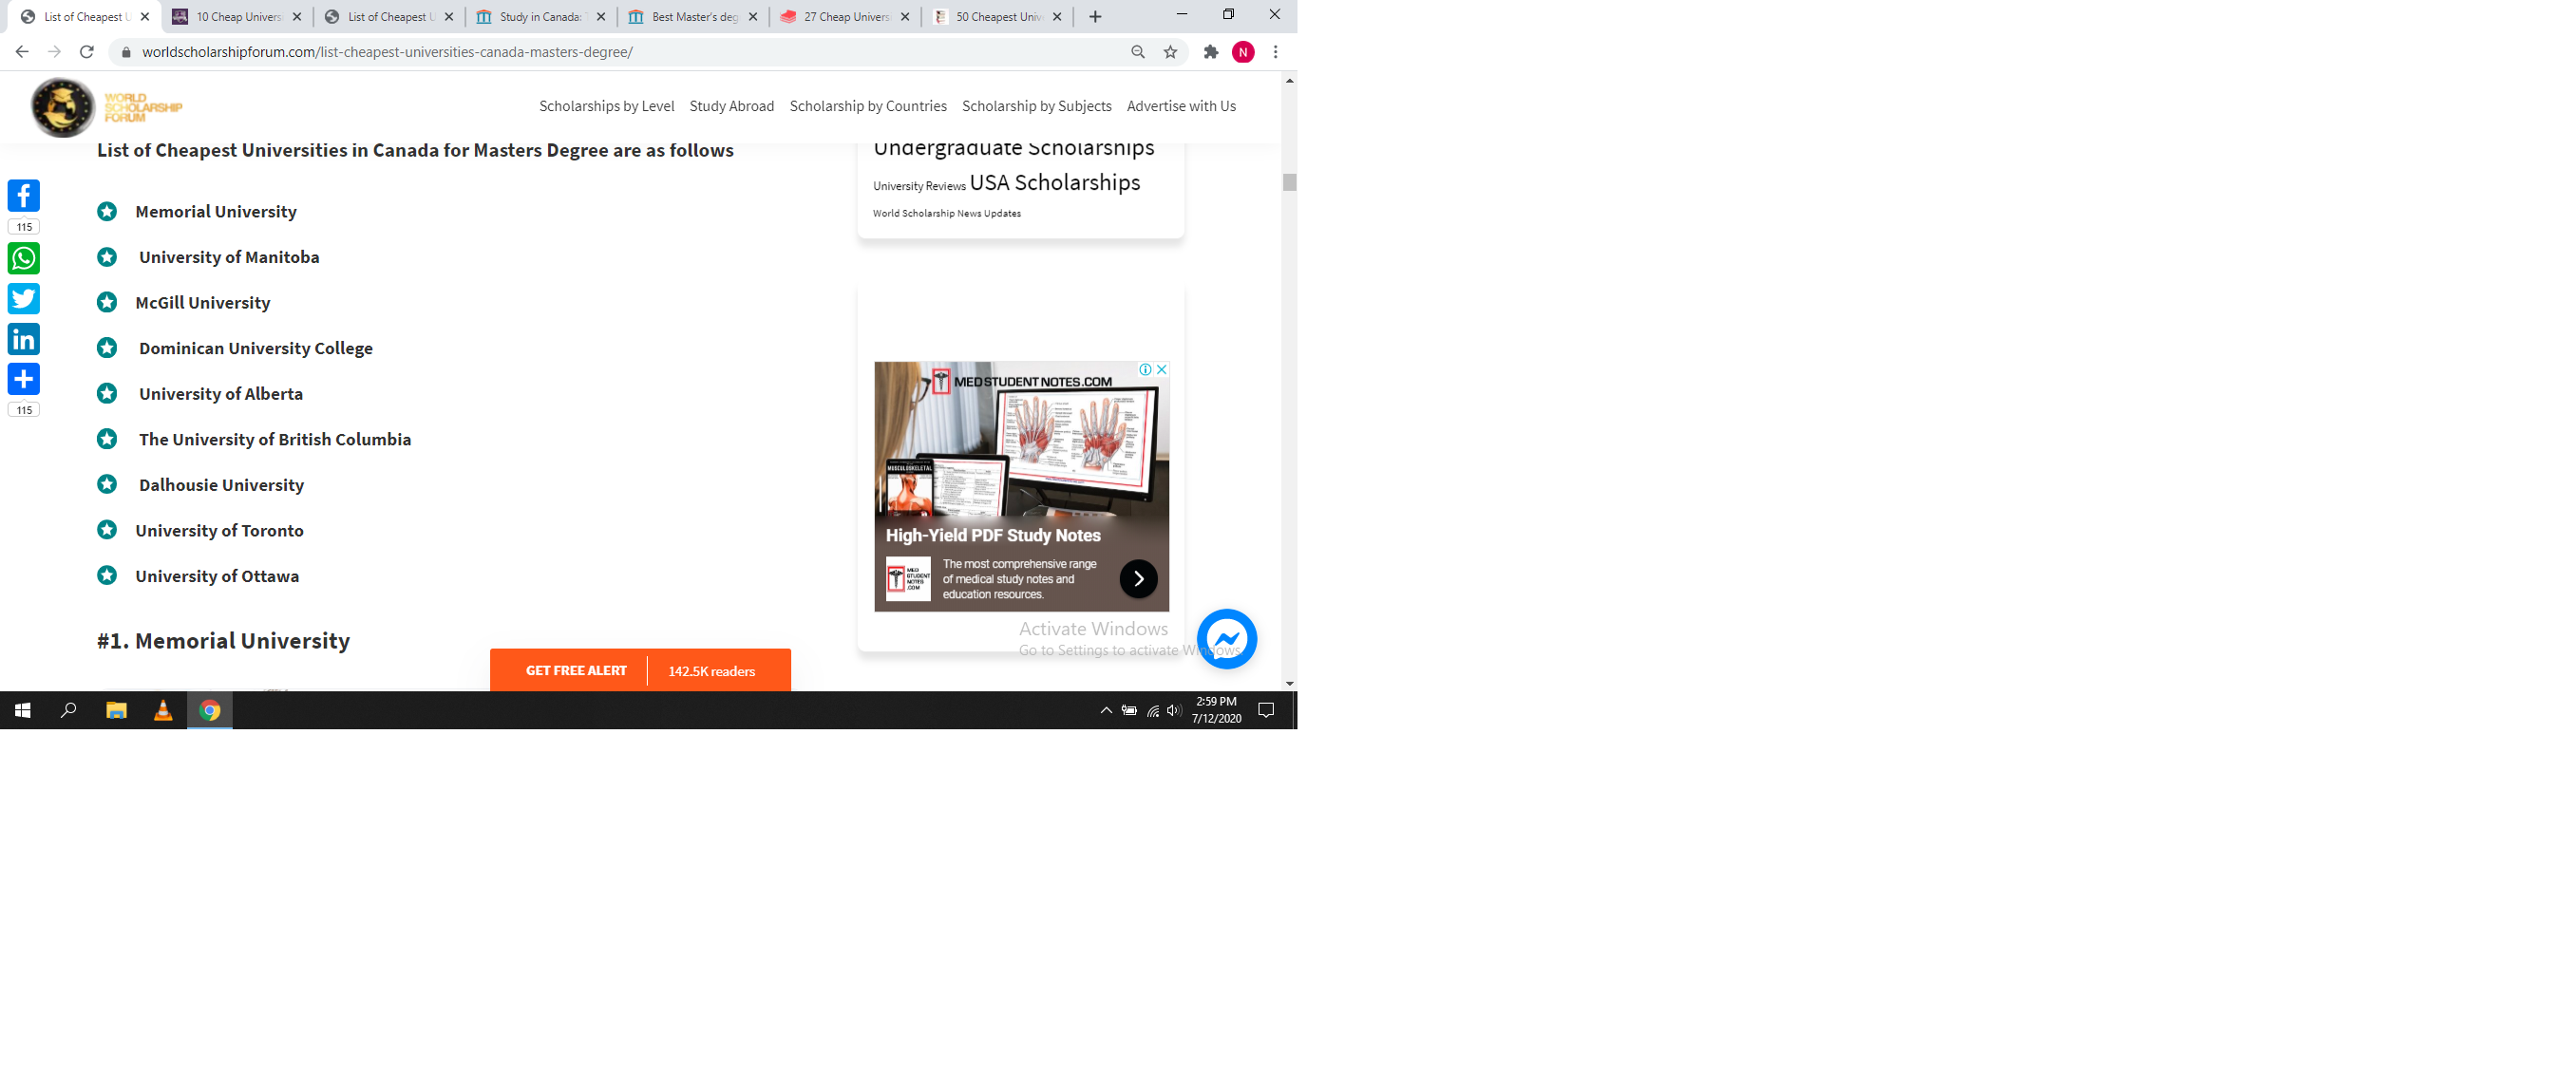 List of Cheapest U
10 Cheap Univers
List of Cheapest U
Study in Canada:
Best Master's deg
27 Cheap Univers
50 Cheapest Univ
worldscholarshipforum.com/list-cheapest-universities-canada-masters-degree/
N
WORLD
SCHOLARSHIP
FORUM
Scholarships by Level Study Abroad Scholarship by Countries Scholarship by Subjects Advertise with Us
List of Cheapest Universities in Canada for Masters Degree are as follows
115
115
Memorial University
University of Manitoba
McGill University
Dominican University College
University of Alberta
The University of British Columbia
Dalhousie University
University of Toronto
University of Ottawa
#1. Memorial University
Undergraduate Scholarships
University Reviews USA Scholarships
World Scholarship News Updates
MEDSTUDENTNOTES.COM
MUSCULOSKELETAL
High-Yield PDF Study Notes
MED
STUDENT
NOTES
.COM
The most comprehensive range
of medical study notes and
education resources.
Activate Windows
Go to Settings to activate Windows.
GET FREE ALERT 142.5K readers
2:59 PM
7/12/2020